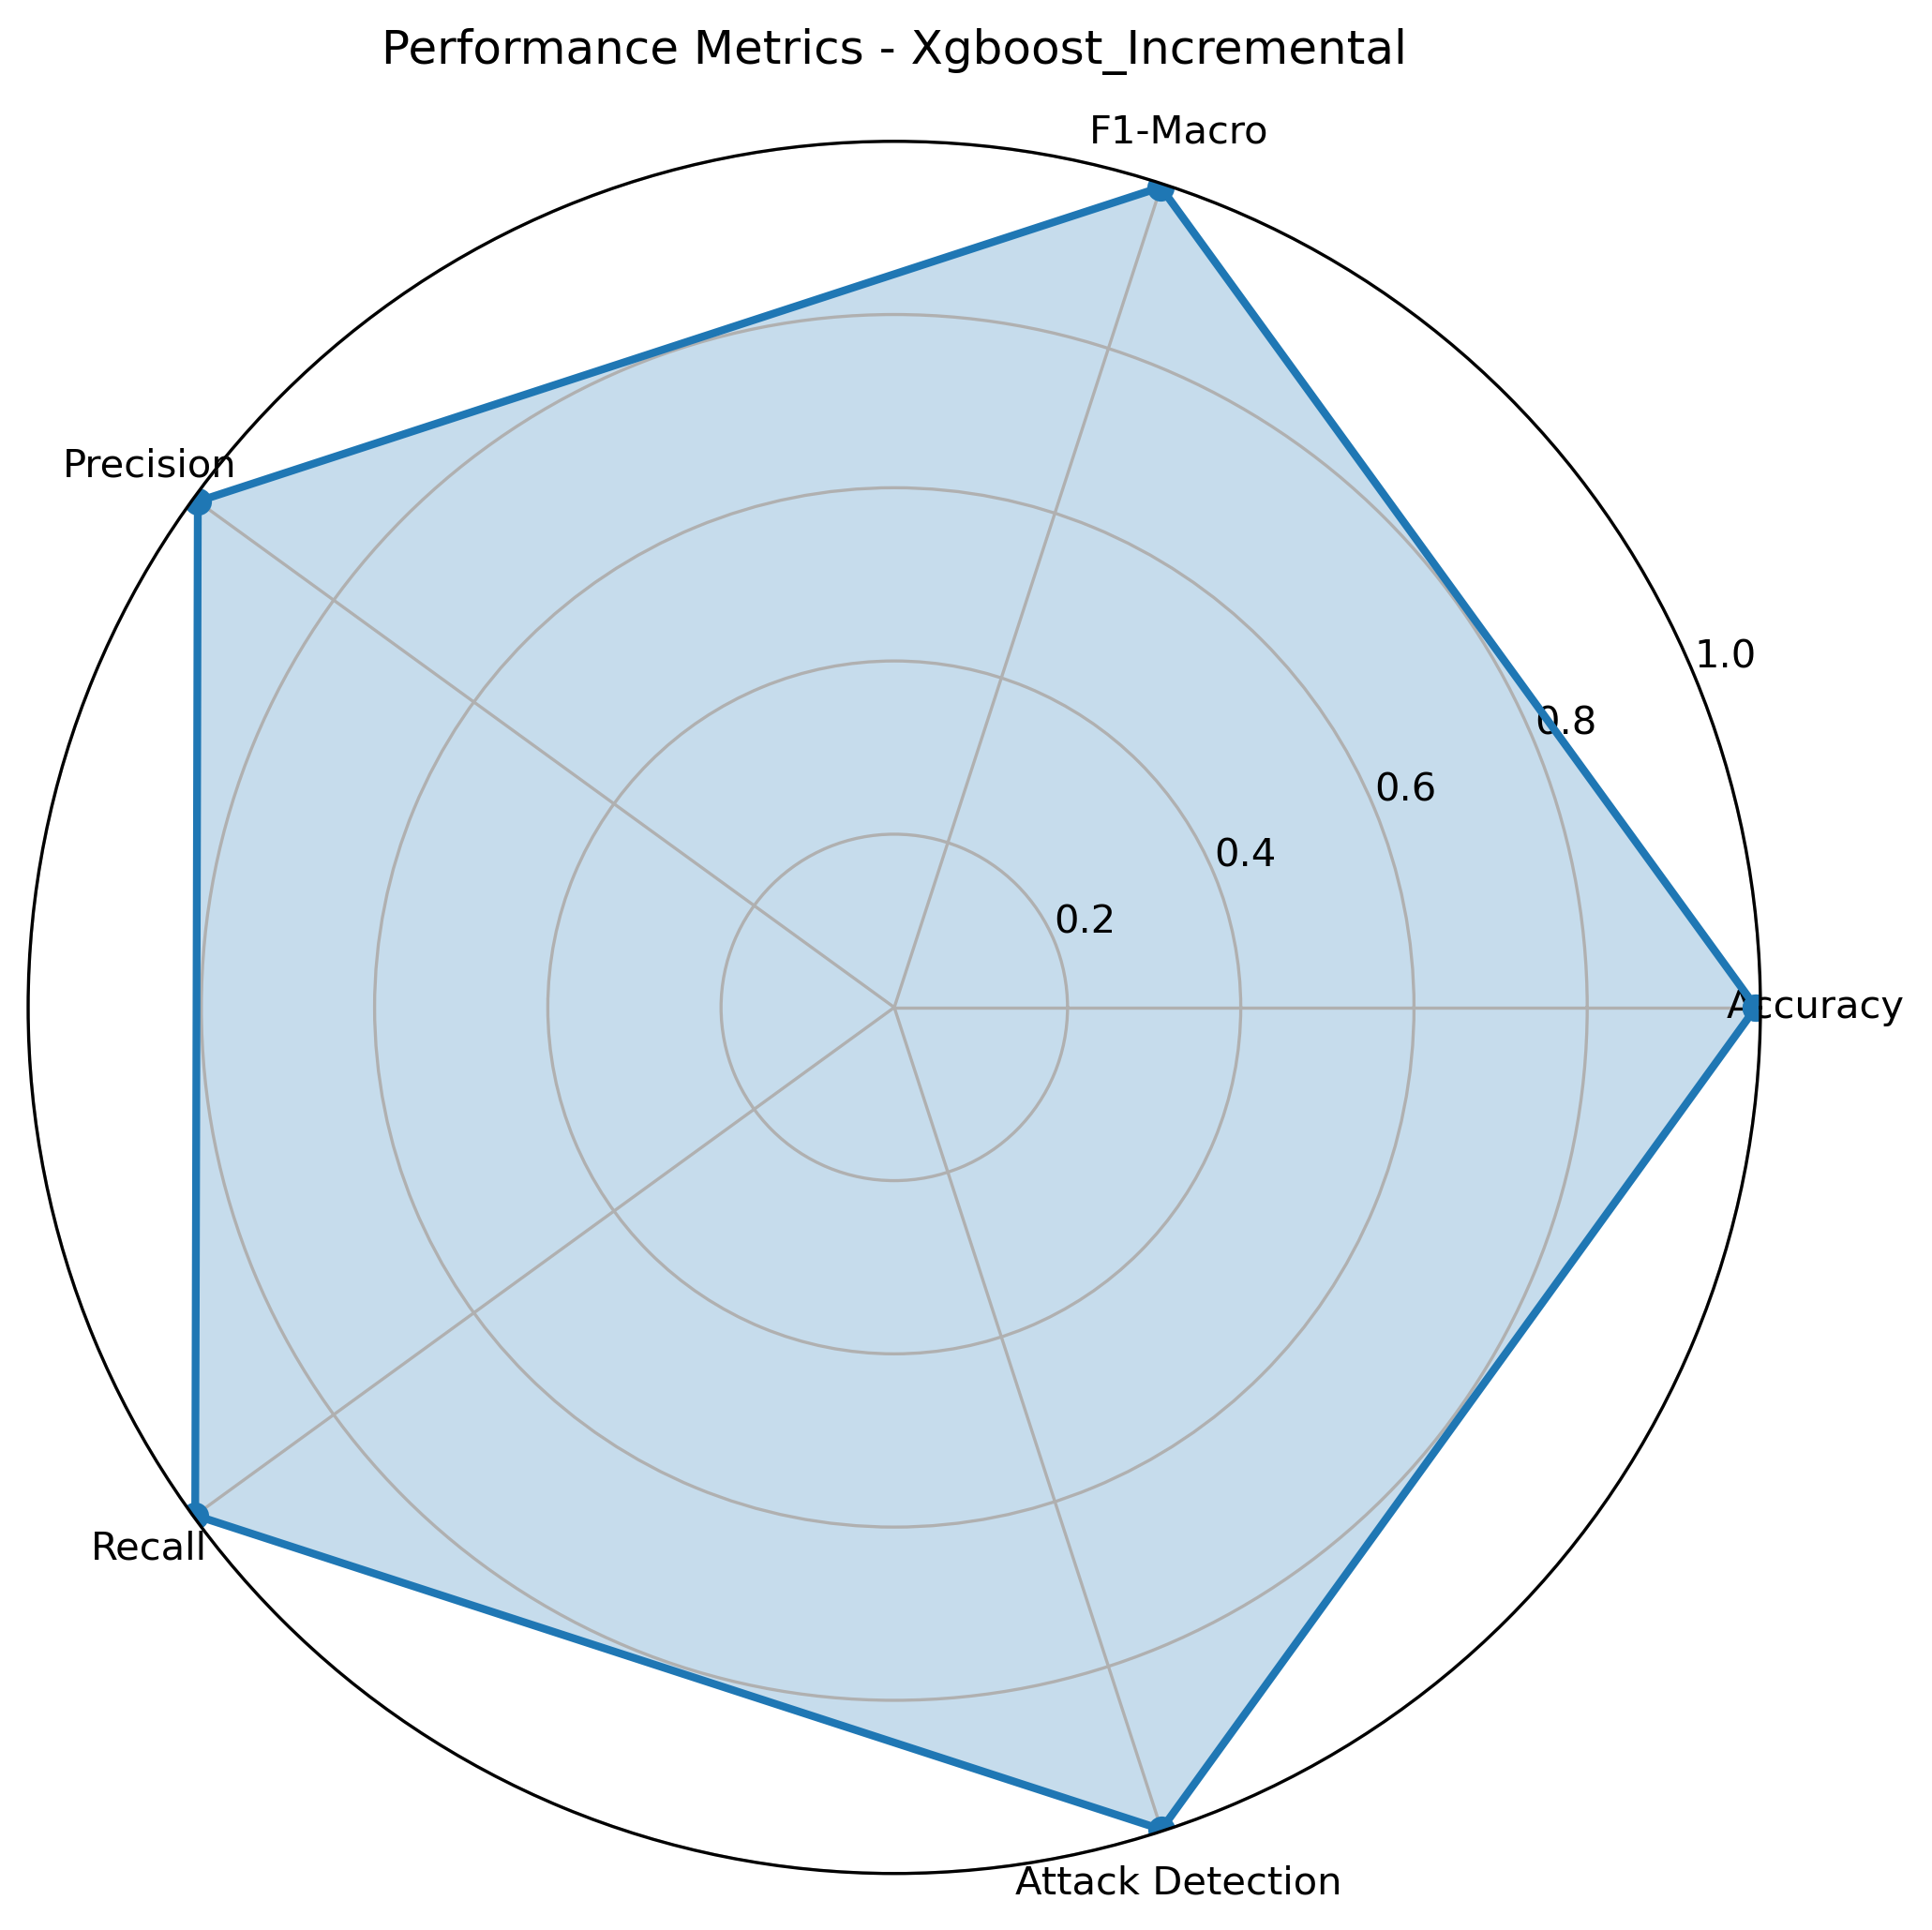 Performance Metrics - Xgboost_Incremental
F1-Macro
Precision
1.0
0.8
0.6
0.4
0.2
Accuracy
Recall
Attack Detection